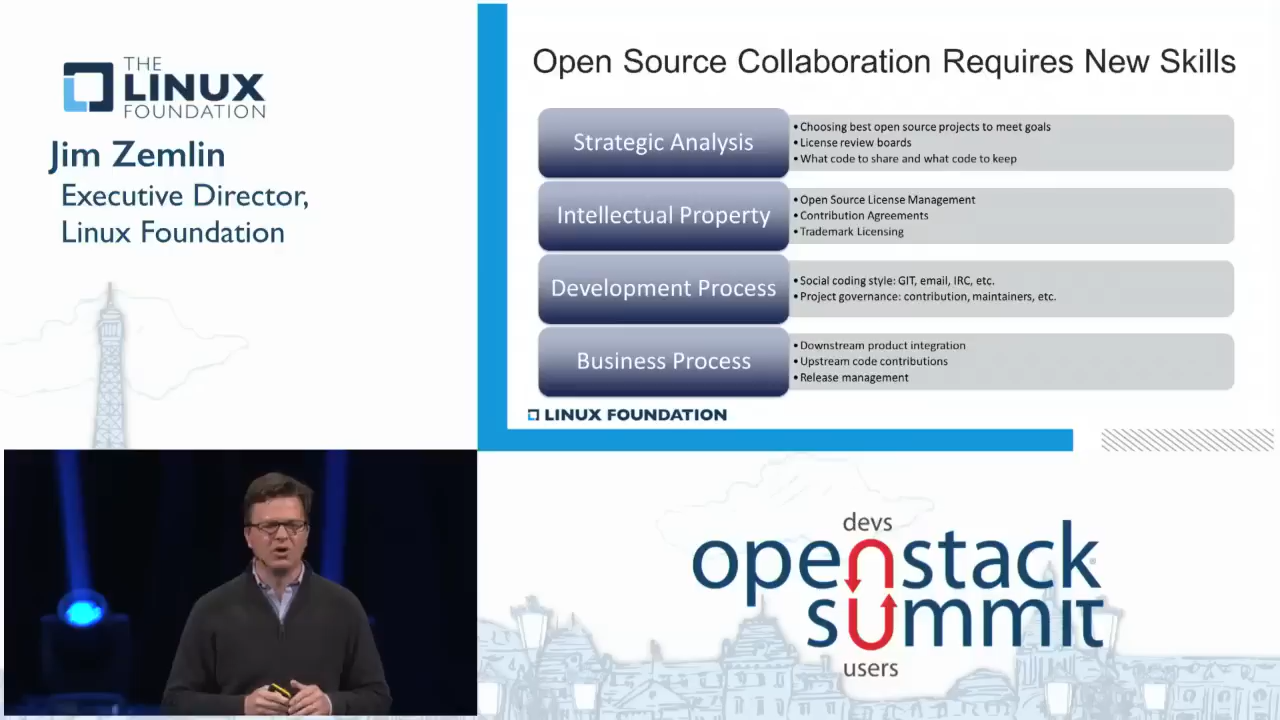 THE
LINUX
FOUNDATION
Jim Zemlin
Executive Director,
Linux Foundation
Open Source Collaboration Requires New Skills
Strategic Analysis
• Choosing best open source projects to meet goals
• License review boards
• What code to share and what code to keep
Intellectual Property
• Open Source License Management
• Contribution Agreements
• Trademark Licensing
Development Process
• Social coding style: GIT, email, IRC, etc.
• Project governance: contribution, maintainers, etc.
Business Process
• Downstream product integration
• Upstream code contributions
• Release management
LINUX FOUNDATION
devs
openstack
summit
users